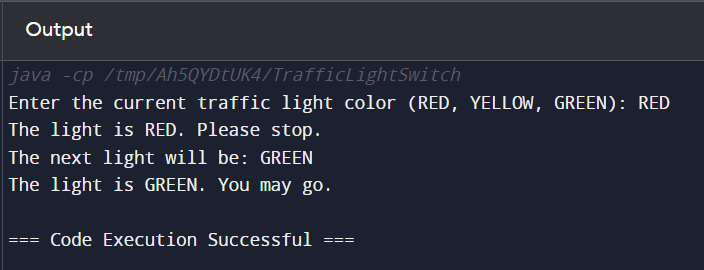 Output
java -cp /tmp/Ah5QYDtUK4/TrafficLightSwitch
Enter the current traffic light color (RED, YELLOW, GREEN): RED
The light is RED. Please stop.
The next light will be: GREEN
The light is GREEN. You may go.
=== Code Execution Successful ===